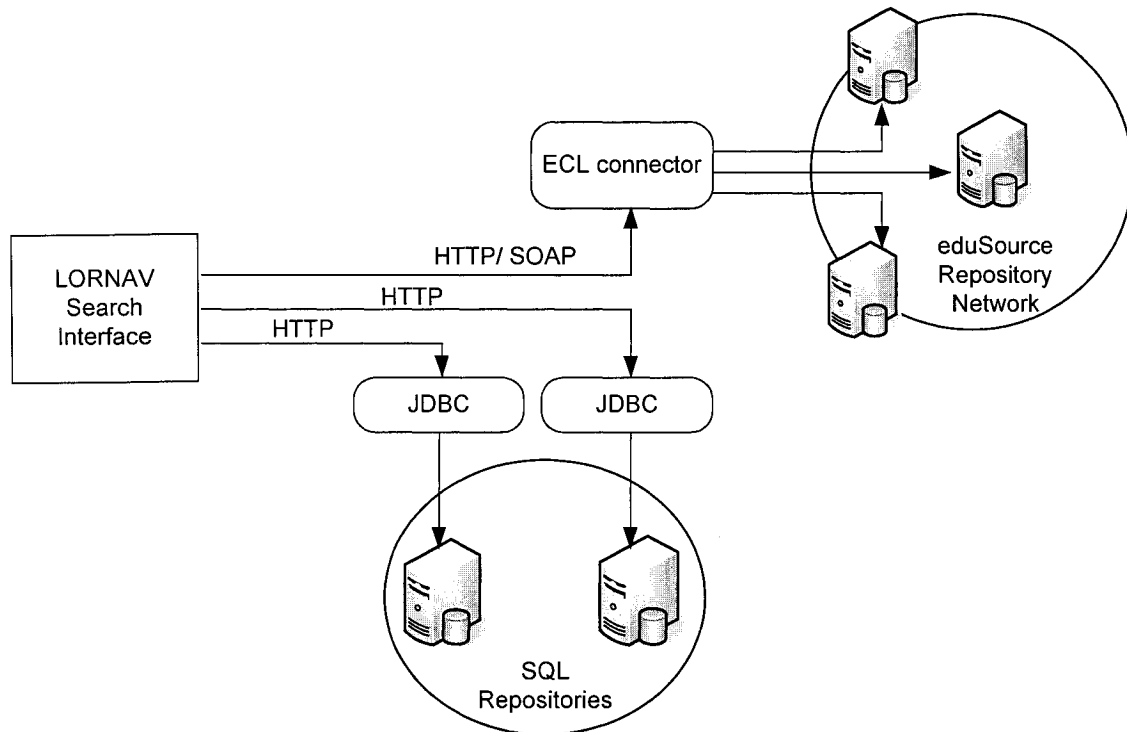 ECL connector
HTTP/ SOAP
LORNAV
Search
Interface
HTTP
HTTP
eduSource
Repository
Network
JDBC
JDBC
SQL
Repositories